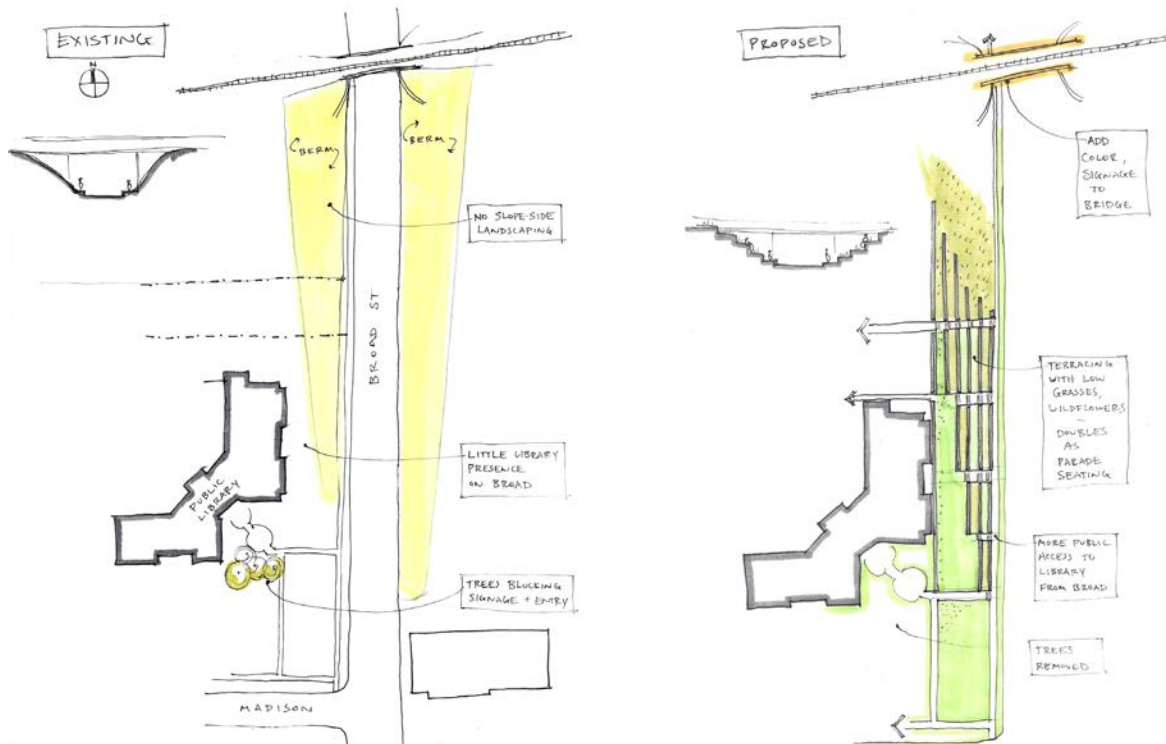 EXISTING
N
BERM
BERM
NO SLOPE-SIDE
LANDSCAPING
BROAD ST
LITTLE LIBRARY
PRESENCE
ON BROAD
PUBLIC
LIBRARY
TREES BLOCKING
SIGNAGE + ENTRY
MADISON
PROPOSED
ADD
COLOR,
SIGNAGE
TO
BRIDGE
TERRACING
WITH LOW
GRASSES,
WILDFLOWERS
~
DOUBLES
AS
PARADE
SEATING
MORE PUBLIC
ACCESS TO
LIBRARY
FROM BROAD
TREES
REMOVED